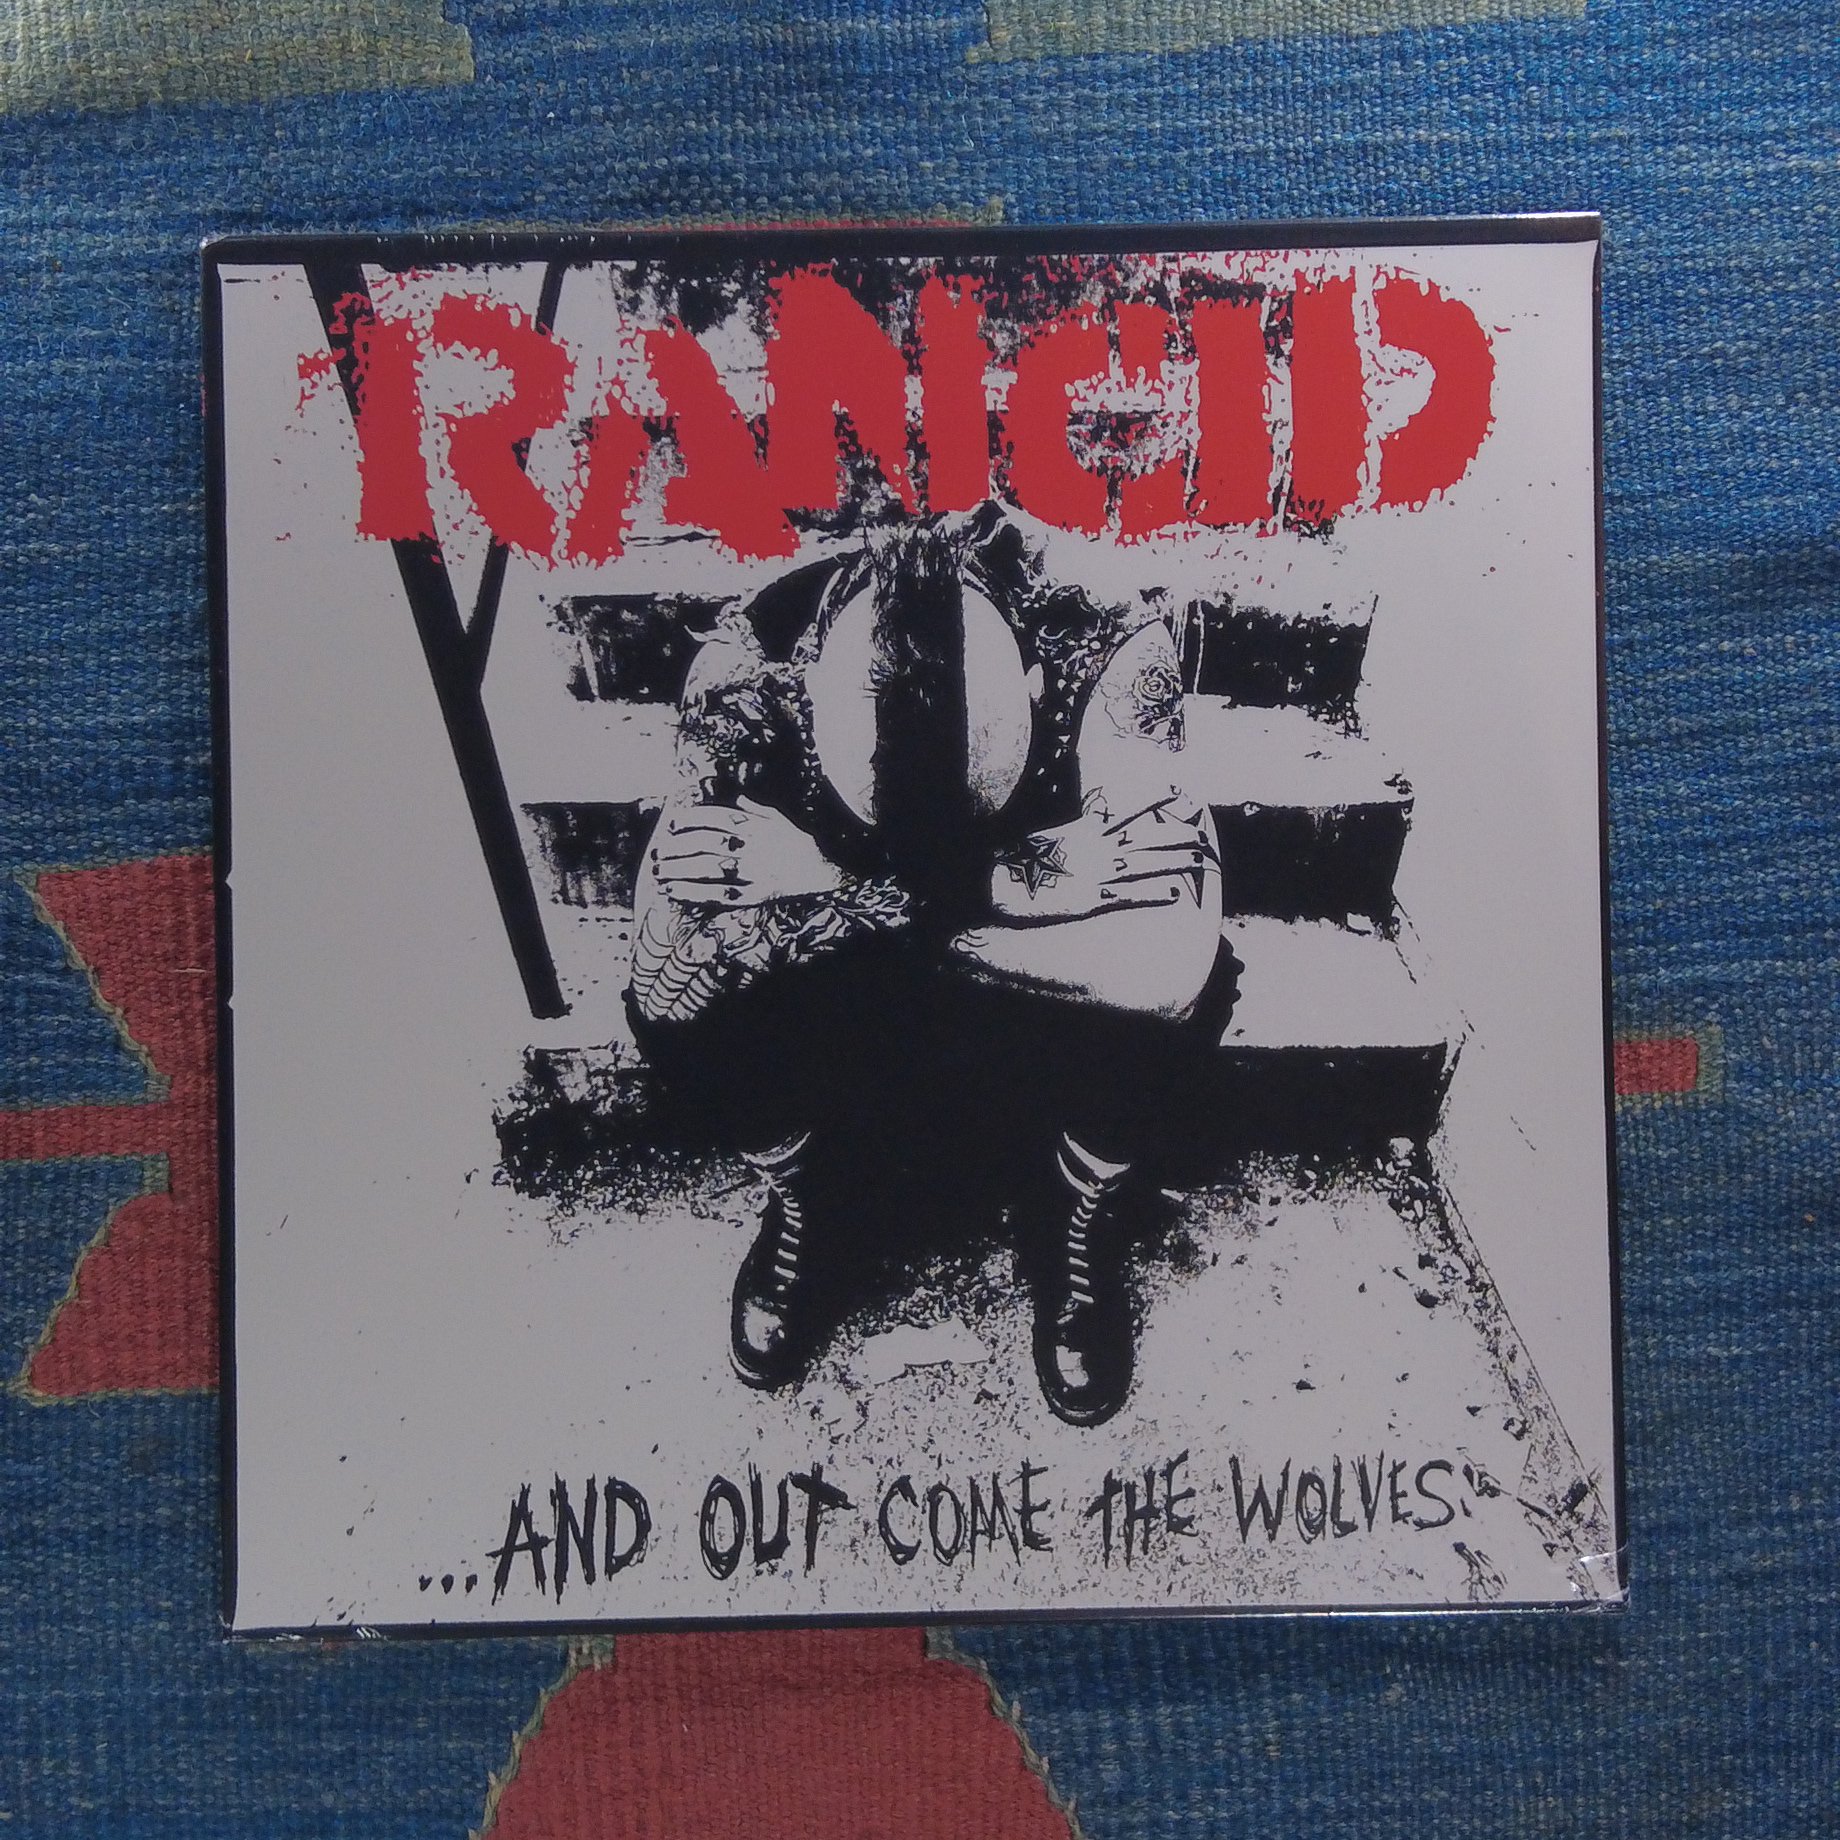 RANCID
...AND OUT COME THE WOLVES